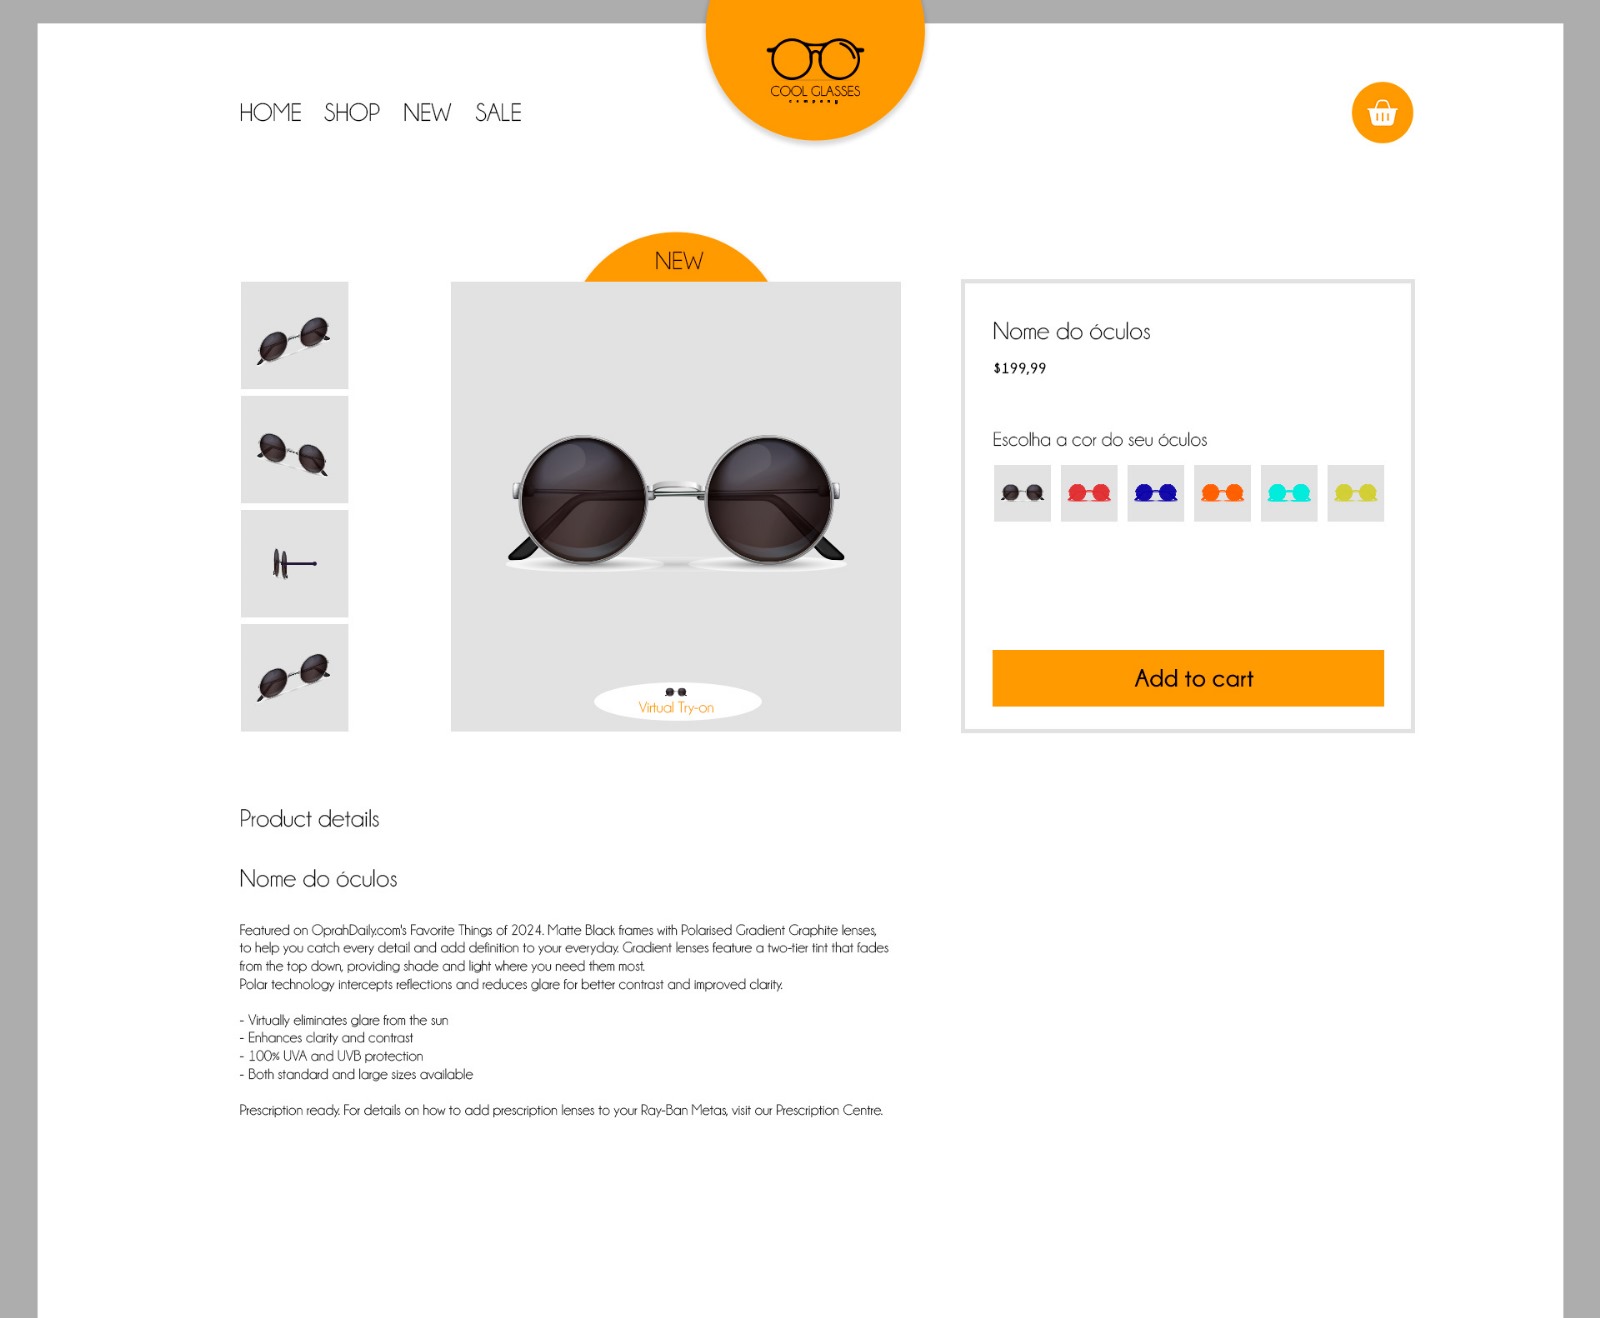 COOL GLASSES
company
HOME SHOP NEW SALE
NEW
Virtual Try-on
Nome do óculos
$199,99
Escolha a cor do seu óculos
Add to cart
Product details
Nome do óculos
Featured on OprahDaily.com's Favorite Things of 2024. Matte Black frames with Polarised Gradient Graphite lenses,
to help you catch every detail and add definition to your everyday. Gradient lenses feature a two-tier tint that fades
from the top down, providing shade and light where you need them most.
Polar technology intercepts reflections and reduces glare for better contrast and improved clarity.
- Virtually eliminates glare from the sun
- Enhances clarity and contrast
- 100% UVA and UVB protection
- Both standard and large sizes available
Prescription ready. For details on how to add prescription lenses to your Ray-Ban Metas, visit our Prescription Centre.